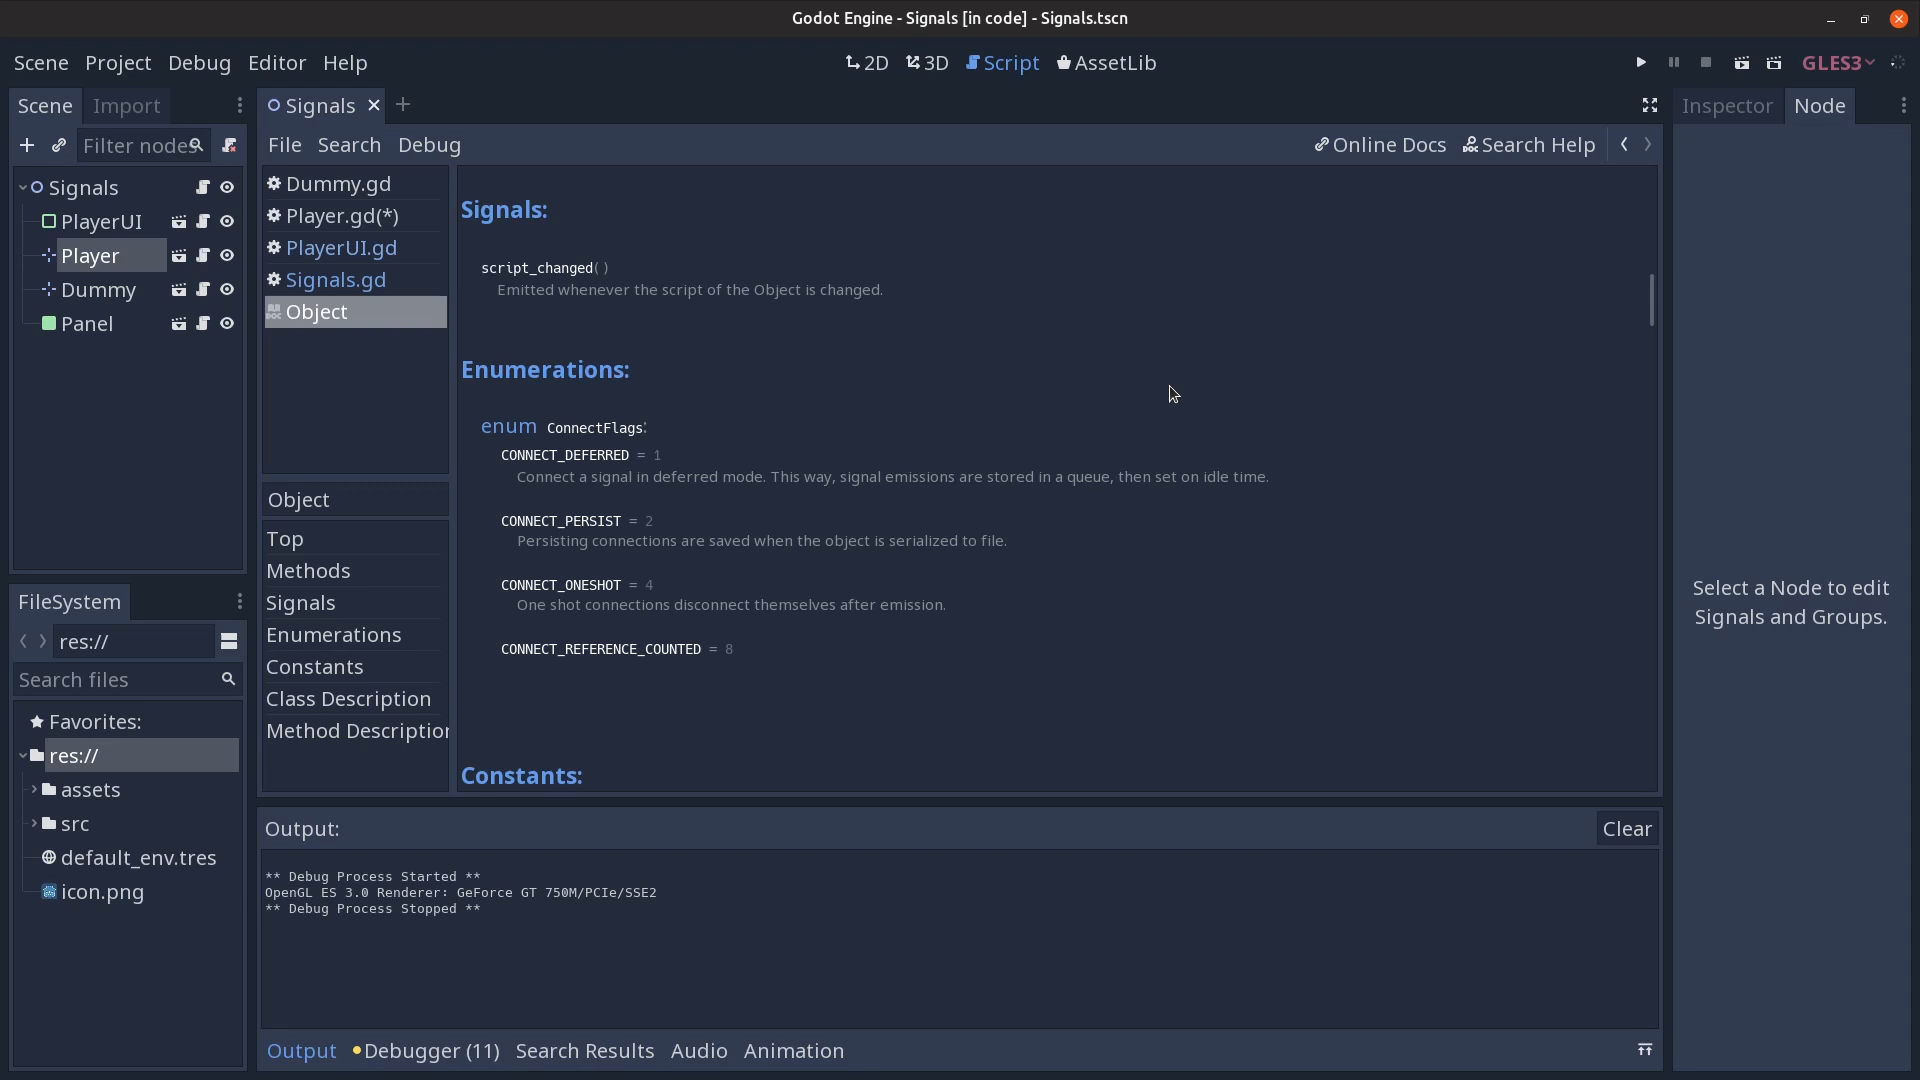 Godot Engine - Signals [in code] - Signals.tscn
Scene Project Debug Editor Help
2D 3D Script AssetLib
GLES3
Scene Import
Signals
Inspector Node
Filter nodes
File Search Debug
Online Docs Search Help
Signals
PlayerUI
Player
Dummy
Panel
Dummy.gd
Player.gd(*)
PlayerUI.gd
Signals.gd
Object
Object
Top
Methods
Signals
Enumerations
Constants
Class Description
Method Description
Signals:
script_changed()
Emitted whenever the script of the Object is changed.
Enumerations:
enum ConnectFlags:
CONNECT_DEFERRED = 1
Connect a signal in deferred mode. This way, signal emissions are stored in a queue, then set on idle time.
CONNECT_PERSIST = 2
Persisting connections are saved when the object is serialized to file.
CONNECT_ONESHOT = 4
One shot connections disconnect themselves after emission.
CONNECT_REFERENCE_COUNTED = 8
Constants:
Select a Node to edit
Signals and Groups.
FileSystem
res://
Search files
Favorites:
res://
assets
src
default_env.tres
icon.png
Output:
Clear
** Debug Process Started **
OpenGL ES 3.0 Renderer: GeForce GT 750M/PCIe/SSE2
** Debug Process Stopped **
Output Debugger (11) Search Results Audio Animation